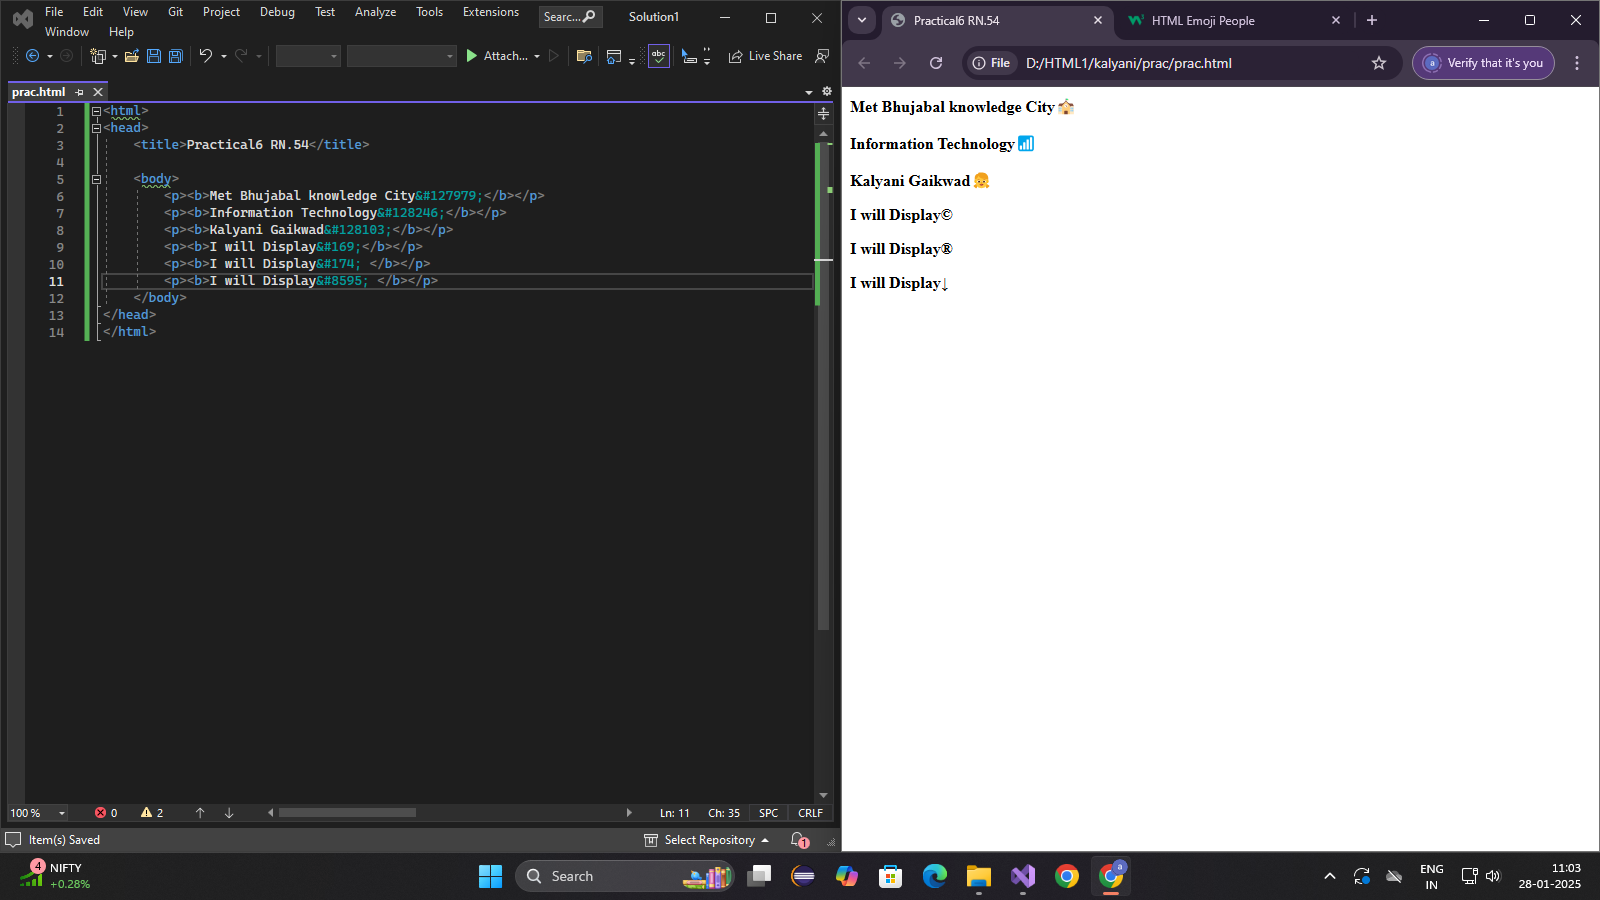 File Edit View Git Project Debug Test Analyze Tools Extensions Searc... Solution1
Window Help
Attach... abc Live Share
prac.html
1 <html>
2 <head>
3 <title>Practical6 RN.54</title>
4
5 <body>
6 <p><b>Met Bhujabal knowledge City&#127979;</b></p>
7 <p><b>Information Technology&#128246;</b></p>
8 <p><b>Kalyani Gaikwad&#128103;</b></p>
9 <p><b>I will Display&#169;</b></p>
10 <p><b>I will Display&#174; </b></p>
11 <p><b>I will Display&#8595; </b></p>
12 </body>
13 </head>
14 </html>
100 % 0 2 Ln: 11 Ch: 35 SPC CRLF
Item(s) Saved Select Repository 1
Practical6 RN.54 HTML Emoji People
File D:/HTML1/kalyani/prac/prac.html a Verify that it's you
Met Bhujabal knowledge City🏫
Information Technology📶
Kalyani Gaikwad👧
I will Display©
I will Display®
I will Display↓
4 NIFTY
+0.28%
Search
a
ENG
IN
11:03
28-01-2025